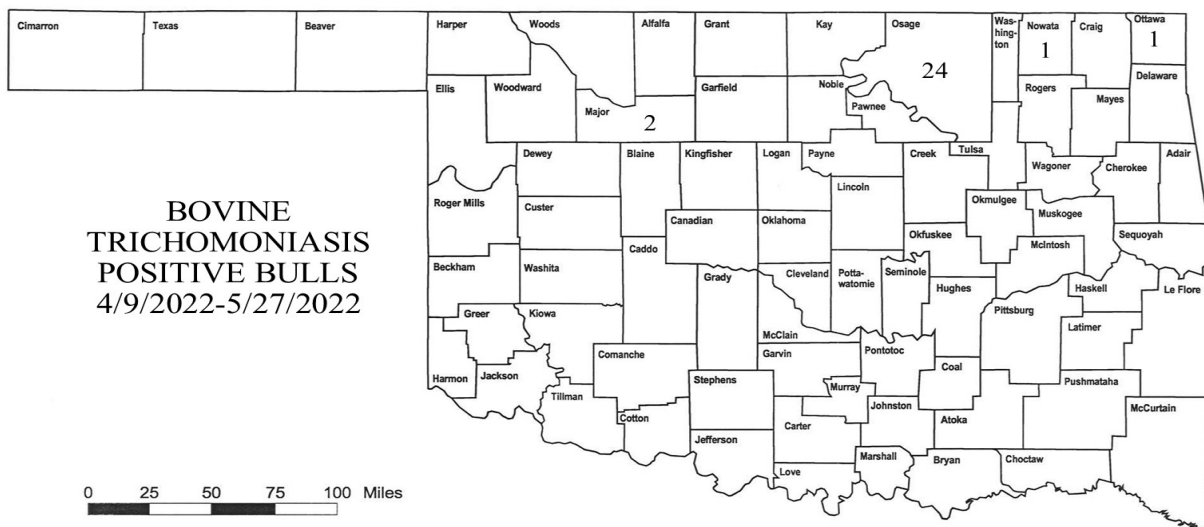 Cimarron
Texas
Beaver
Harper
Woods
Alfalfa
Grant
Kay
Osage
Was-
hing-
ton
Nowata
Craig
Ottawa
1
1
24
Ellis
Woodward
Major
2
Garfield
Noble
Pawnee
Rogers
Mayes
Delaware
Dewey
Blaine
Kingfisher
Logan
Payne
Creek
Tulsa
Wagoner
Cherokee
Adair
Roger Mills
Custer
Canadian
Oklahoma
Lincoln
Okmulgee
Muskogee
Okfuskee
McIntosh
Sequoyah
BOVINE
TRICHOMONIASIS
POSITIVE BULLS
4/9/2022-5/27/2022
Beckham
Washita
Caddo
Grady
Cleveland
Potta-
watomie
Seminole
Hughes
Pittsburg
Haskell
Le Flore
Greer
Kiowa
McClain
Latimer
Harmon
Jackson
Comanche
Garvin
Pontotoc
Coal
Pushmataha
Tillman
Stephens
Murray
Johnston
Atoka
McCurtain
Cotton
Carter
Jefferson
Love
Marshall
Bryan
Choctaw
0 25 50 75 100 Miles